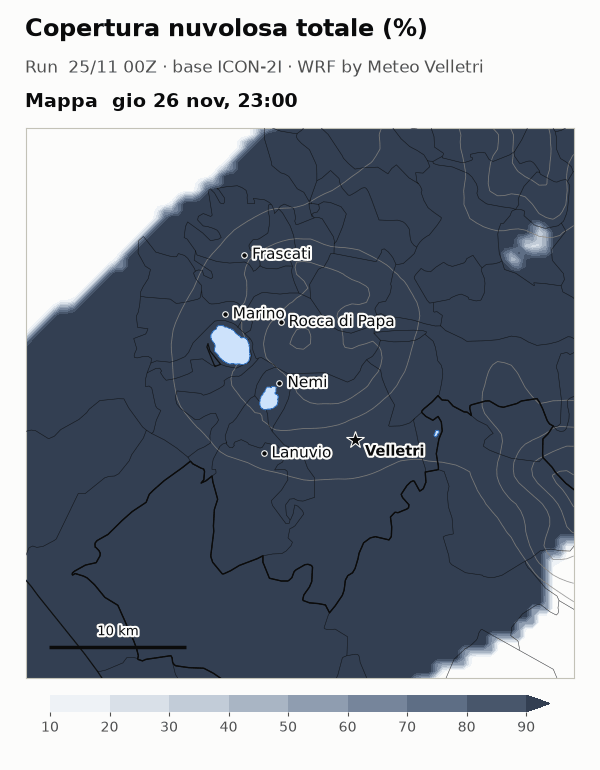 Copertura nuvolosa totale (%)
Run  25/11 00Z · base ICON-2I · WRF by Meteo Velletri
Mappa  gio 26 nov, 23:00
Frascati
Marino
Rocca di Papa
Nemi
Velletri
Lanuvio
10 km
10 20 30 40 50 60 70 80 90